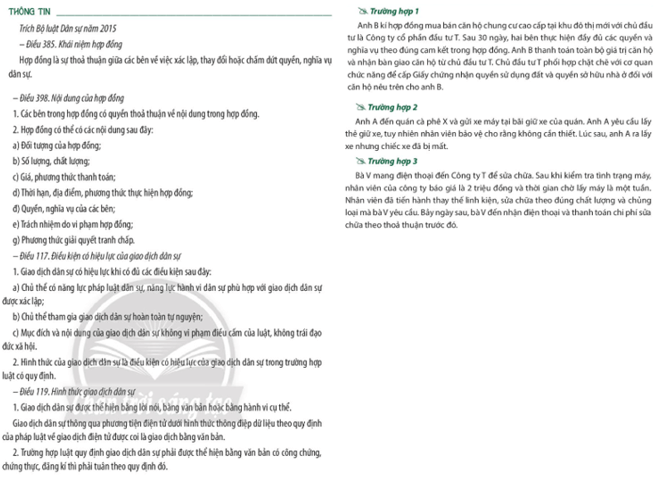 THÔNG TIN
Trích Bộ luật Dân sự năm 2015
– Điều 385. Khái niệm hợp đồng
Hợp đồng là sự thoả thuận giữa các bên về việc xác lập, thay đổi hoặc chấm dứt quyền, nghĩa vụ
dân sự.
– Điều 398. Nội dung của hợp đồng
1. Các bên trong hợp đồng có quyền thoả thuận về nội dung trong hợp đồng.
2. Hợp đồng có thể có các nội dung sau đây:
a) Đối tượng của hợp đồng;
b) Số lượng, chất lượng;
c) Giá, phương thức thanh toán;
d) Thời hạn, địa điểm, phương thức thực hiện hợp đồng;
đ) Quyền, nghĩa vụ của các bên;
e) Trách nhiệm do vi phạm hợp đồng;
g) Phương thức giải quyết tranh chấp.
– Điều 117. Điều kiện có hiệu lực của giao dịch dân sự
1. Giao dịch dân sự có hiệu lực khi có đủ các điều kiện sau đây:
a) Chủ thể có năng lực pháp luật dân sự, năng lực hành vi dân sự phù hợp với giao dịch dân sự
được xác lập;
b) Chủ thể tham gia giao dịch dân sự hoàn toàn tự nguyện;
c) Mục đích và nội dung của giao dịch dân sự không vi phạm điều cấm của luật, không trái đạo
đức xã hội.
2. Hình thức của giao dịch dân sự là điều kiện có hiệu lực của giao dịch dân sự trong trường hợp
luật có quy định.
– Điều 119. Hình thức giao dịch dân sự
1. Giao dịch dân sự được thể hiện bằng lời nói, bằng văn bản hoặc bằng hành vi cụ thể.
Giao dịch dân sự thông qua phương tiện điện tử dưới hình thức thông điệp dữ liệu theo quy định
của pháp luật về giao dịch điện tử được coi là giao dịch bằng văn bản.
2. Trường hợp luật quy định giao dịch dân sự phải được thể hiện bằng văn bản có công chứng,
chứng thực, đăng kí thì phải tuân theo quy định đó.
Chân trời sáng tạo
Trường hợp 1
Anh B kí hợp đồng mua bán căn hộ chung cư cao cấp tại khu đô thị mới với chủ đầu
tư là Công ty cổ phần đầu tư T. Sau 30 ngày, hai bên thực hiện đầy đủ các quyền và
nghĩa vụ theo đúng cam kết trong hợp đồng. Anh B thanh toán toàn bộ giá trị căn hộ
và nhận bàn giao căn hộ từ chủ đầu tư T. Chủ đầu tư T phối hợp chặt chẽ với cơ quan
chức năng để cấp Giấy chứng nhận quyền sử dụng đất và quyền sở hữu nhà ở đối với
căn hộ nêu trên cho anh B.
Trường hợp 2
Anh A đến quán cà phê X và gửi xe máy tại bãi giữ xe của quán. Anh A yêu cầu lấy
thẻ giữ xe, tuy nhiên nhân viên bảo vệ cho rằng không cần thiết. Lúc sau, anh A ra lấy
xe nhưng chiếc xe đã bị mất.
Trường hợp 3
Bà V mang điện thoại đến Công ty T để sửa chữa. Sau khi kiểm tra tình trạng máy,
nhân viên của công ty báo giá là 2 triệu đồng và thời gian chờ lấy máy là một tuần.
Nhân viên đã tiến hành thay thế linh kiện, sửa chữa theo đúng chất lượng và chủng
loại mà bà V yêu cầu. Bảy ngày sau, bà V đến nhận điện thoại và thanh toán chi phí sửa
chữa theo thoả thuận trước đó.